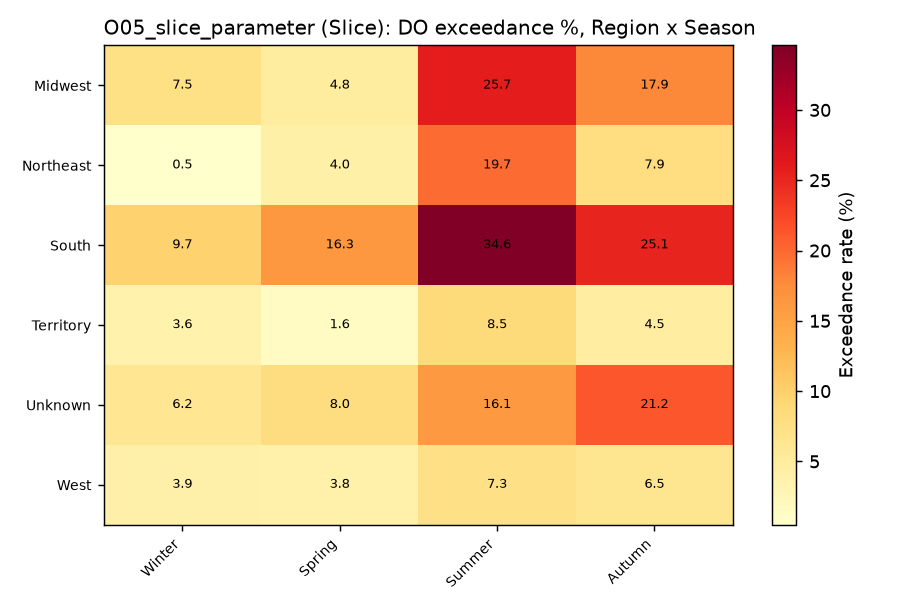 O05_slice_parameter (Slice): DO exceedance %, Region x Season
Midwest 7.5 4.8 25.7 17.9
Northeast 0.5 4.0 19.7 7.9
South 9.7 16.3 34.6 25.1
Territory 3.6 1.6 8.5 4.5
Unknown 6.2 8.0 16.1 21.2
West 3.9 3.8 7.3 6.5
Winter Spring Summer Autumn
30
25
20
15
10
5
Exceedance rate (%)